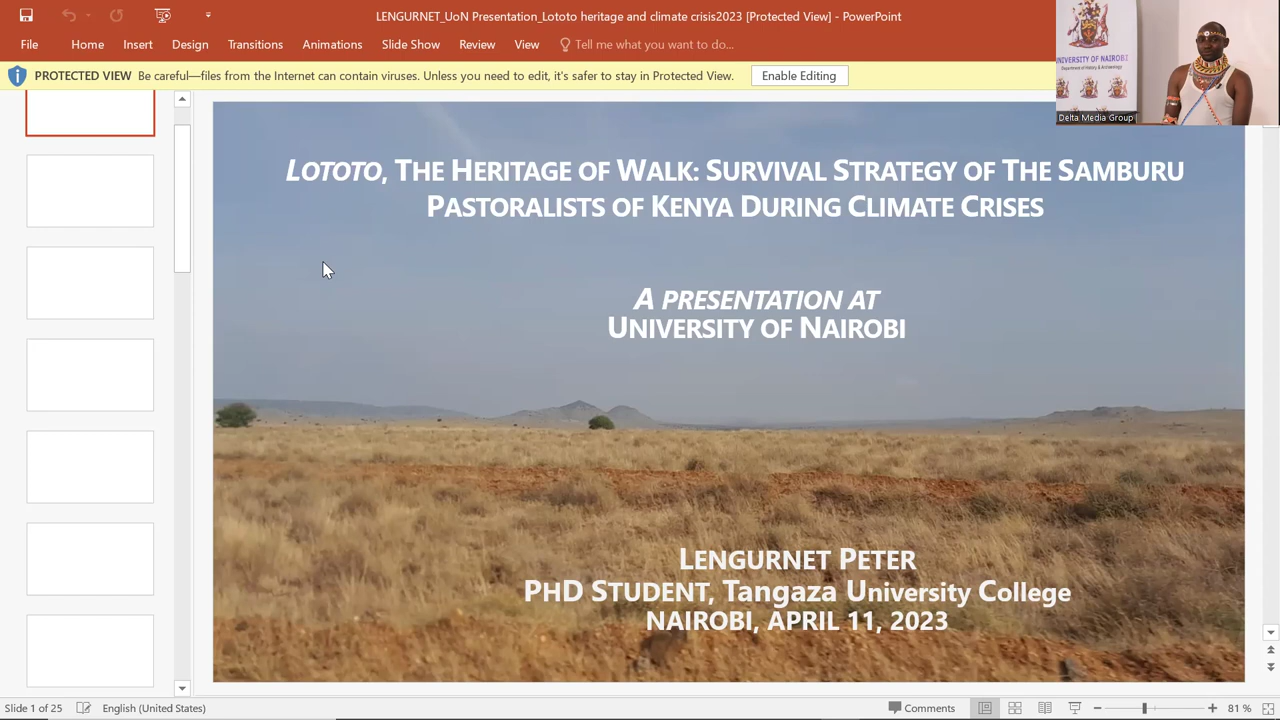 LENGURNET_UoN Presentation_Lototo heritage and climate crisis2023 [Protected View] - PowerPoint
File Home Insert Design Transitions Animations Slide Show Review View Tell me what you want to do...
PROTECTED VIEW Be careful—files from the Internet can contain viruses. Unless you need to edit, it's safer to stay in Protected View. Enable Editing
UNIVERSITY OF NAIROBI
Department of History & Archaeology
Delta Media Group
LOTOTO, THE HERITAGE OF WALK: SURVIVAL STRATEGY OF THE SAMBURU
PASTORALISTS OF KENYA DURING CLIMATE CRISES
A PRESENTATION AT
UNIVERSITY OF NAIROBI
LENGURNET PETER
PHD STUDENT, Tangaza University College
NAIROBI, APRIL 11, 2023
Slide 1 of 25 English (United States) Comments 81 %